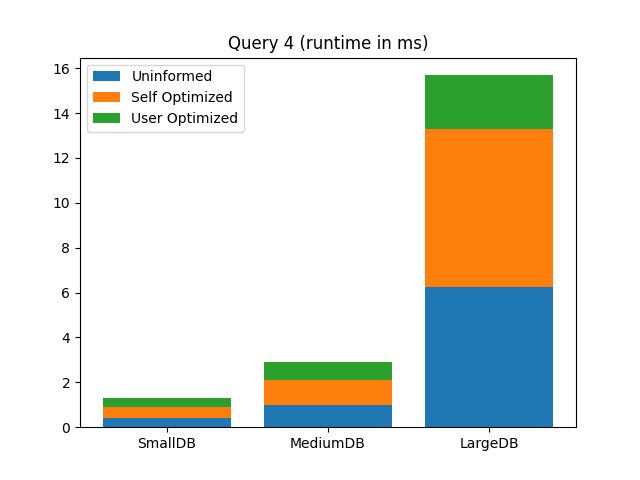 Query 4 (runtime in ms)
Uninformed
Self Optimized
User Optimized
16
14
12
10
8
6
4
2
0
SmallDB
MediumDB
LargeDB